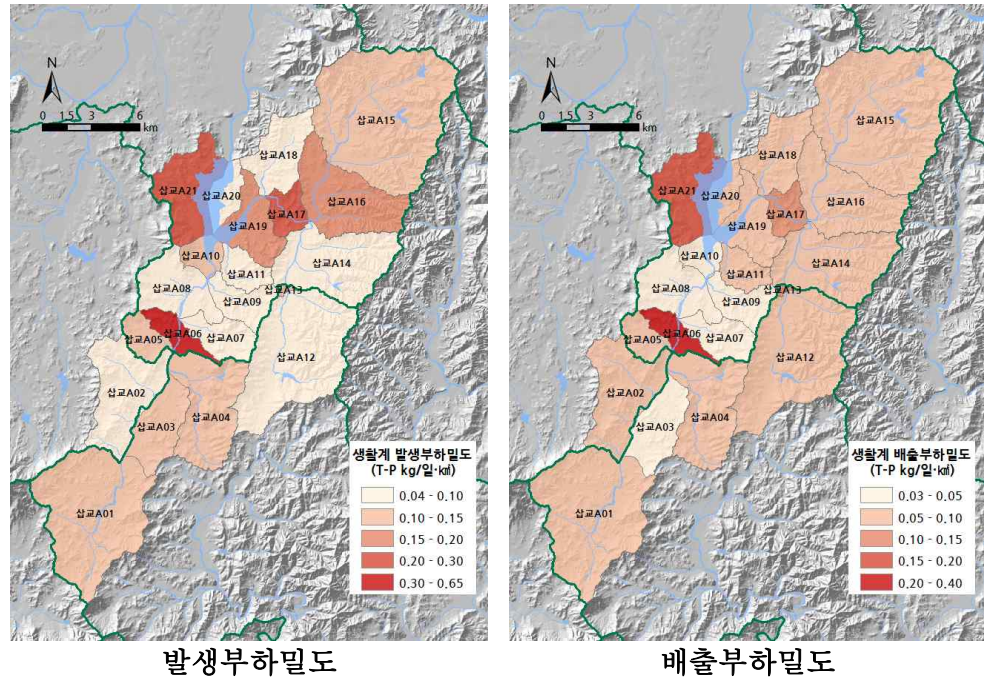 N
0 1.5 3 6
km
삽교A15
삽교A18
삽교A21
삽교A20
삽교A16
삽교A17
삽교A19
삽교A10
삽교A11
삽교A14
삽교A08
삽교A13
삽교A09
삽교A05
삽교A06
삽교A07
삽교A12
삽교A02
삽교A03
삽교A04
삽교A01
생활계 발생부하밀도
(T-P kg/일·㎢)
0.04 - 0.10
0.10 - 0.15
0.15 - 0.20
0.20 - 0.30
0.30 - 0.65
발생부하밀도
N
0 1.5 3 6
km
삽교A15
삽교A18
삽교A21
삽교A20
삽교A16
삽교A17
삽교A19
삽교A10
삽교A11
삽교A14
삽교A08
삽교A13
삽교A09
삽교A05
삽교A06
삽교A07
삽교A12
삽교A02
삽교A03
삽교A04
삽교A01
생활계 배출부하밀도
(T-P kg/일·㎢)
0.03 - 0.05
0.05 - 0.10
0.10 - 0.15
0.15 - 0.20
0.20 - 0.40
배출부하밀도